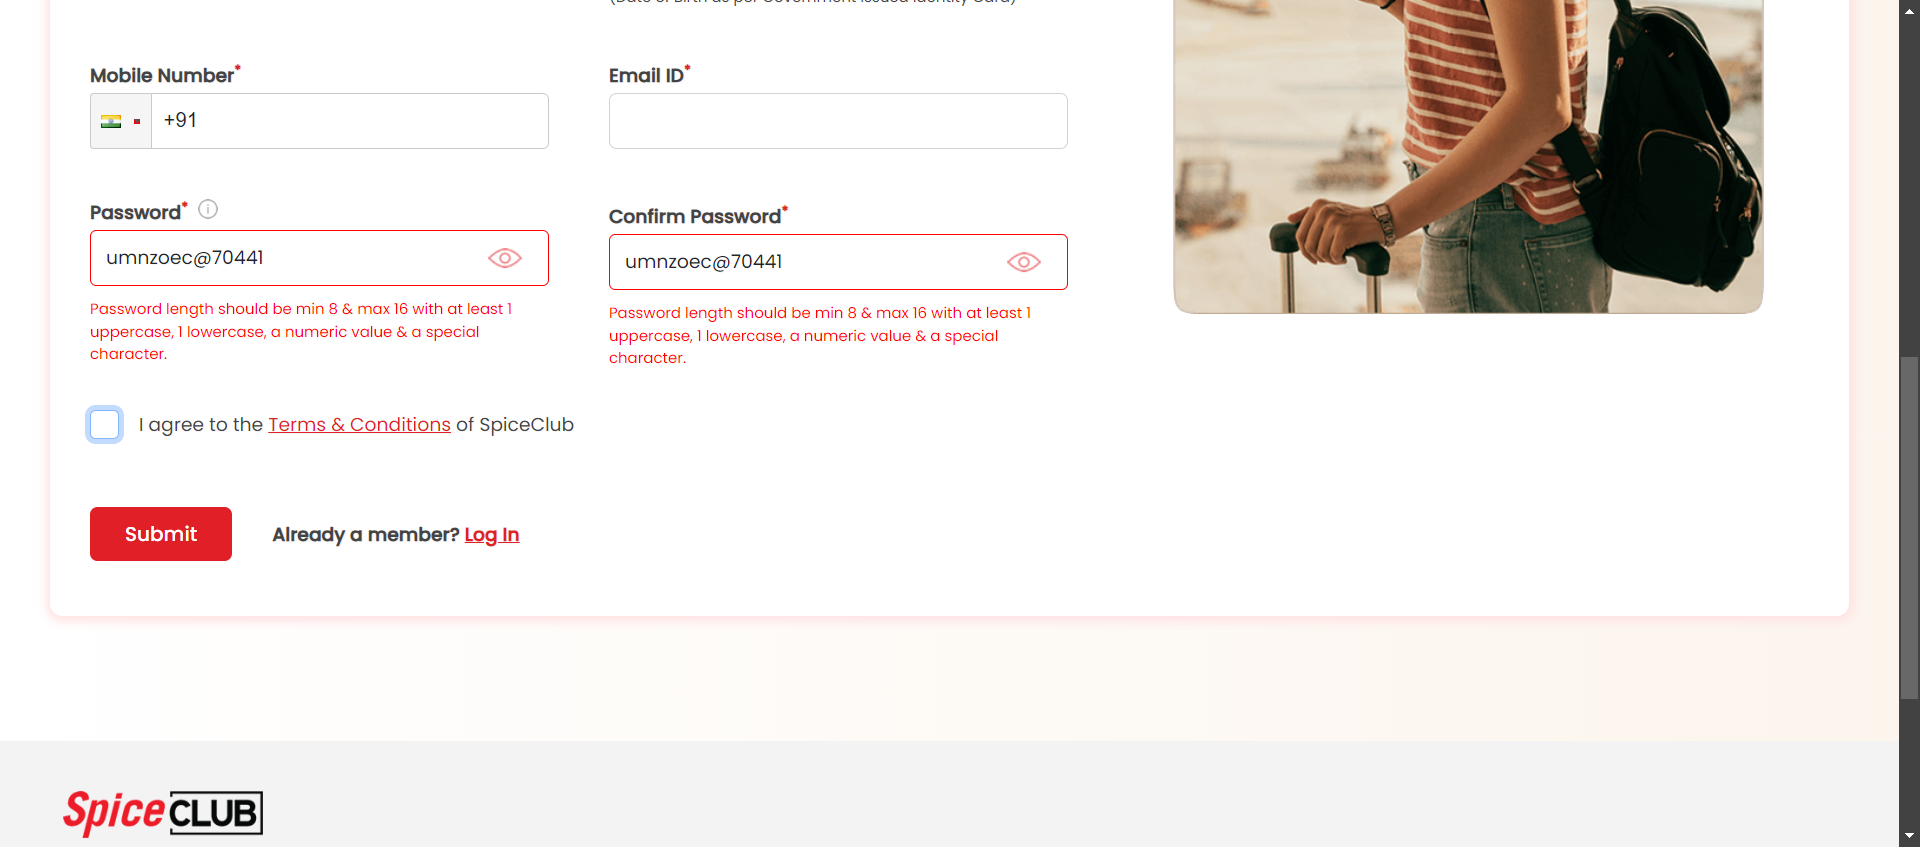 (Date of Birth as per Government Issued Identity Card)
Mobile Number*
Email ID*
+91
Password*
Confirm Password*
umnzoec@70441
umnzoec@70441
Password length should be min 8 & max 16 with at least 1
uppercase, 1 lowercase, a numeric value & a special
character.
Password length should be min 8 & max 16 with at least 1
uppercase, 1 lowercase, a numeric value & a special
character.
I agree to the Terms & Conditions of SpiceClub
Submit
Already a member? Log In
Spice CLUB